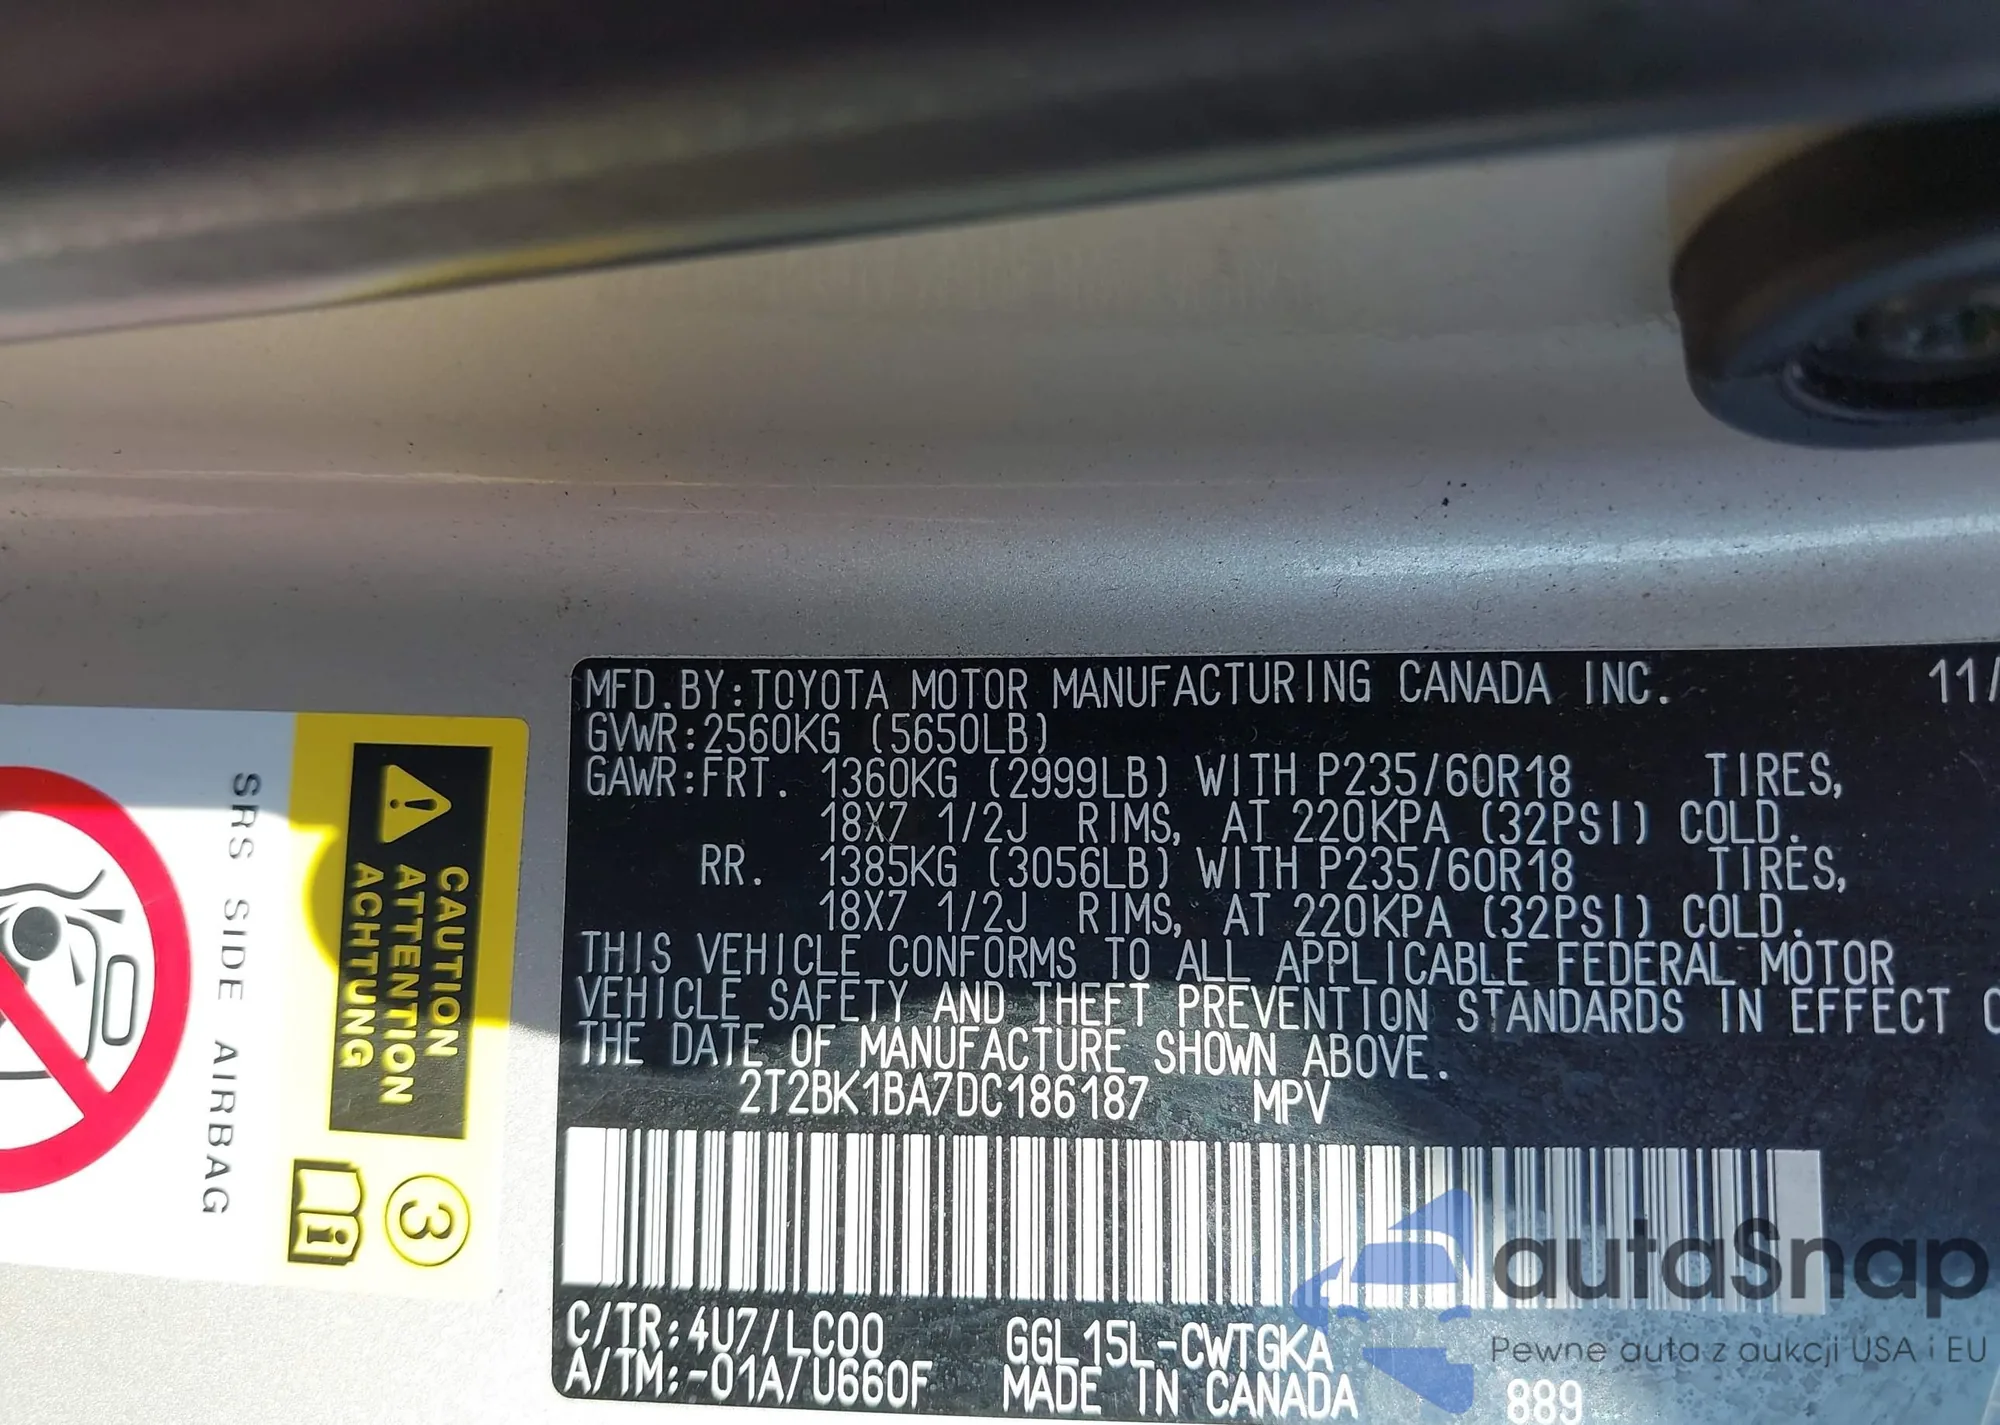 MFD.BY:TOYOTA MOTOR MANUFACTURING CANADA INC. 11/
GVWR:2560KG (5650LB)
GAWR:FRT. 1360KG (2999LB) WITH P235/60R18 TIRES,
18X7 1/2J RIMS, AT 220KPA (32PSI) COLD.
RR. 1385KG (3056LB) WITH P235/60R18 TIRES,
18X7 1/2J RIMS, AT 220KPA (32PSI) COLD.
THIS VEHICLE CONFORMS TO ALL APPLICABLE FEDERAL MOTOR
VEHICLE SAFETY AND THEFT PREVENTION STANDARDS IN EFFECT
THE DATE OF MANUFACTURE SHOWN ABOVE.
2T2BK1BA7DC186187 MPV
C/TR:4U7/LC00 GGL15L-CWTGKA
A/TM:-01A/U660F MADE IN CANADA 889
CAUTION
ATTENTION
ACHTUNG
3
i
SRS SIDE AIRBAG
autaSnap
Pewne auta z aukcji USA i EU